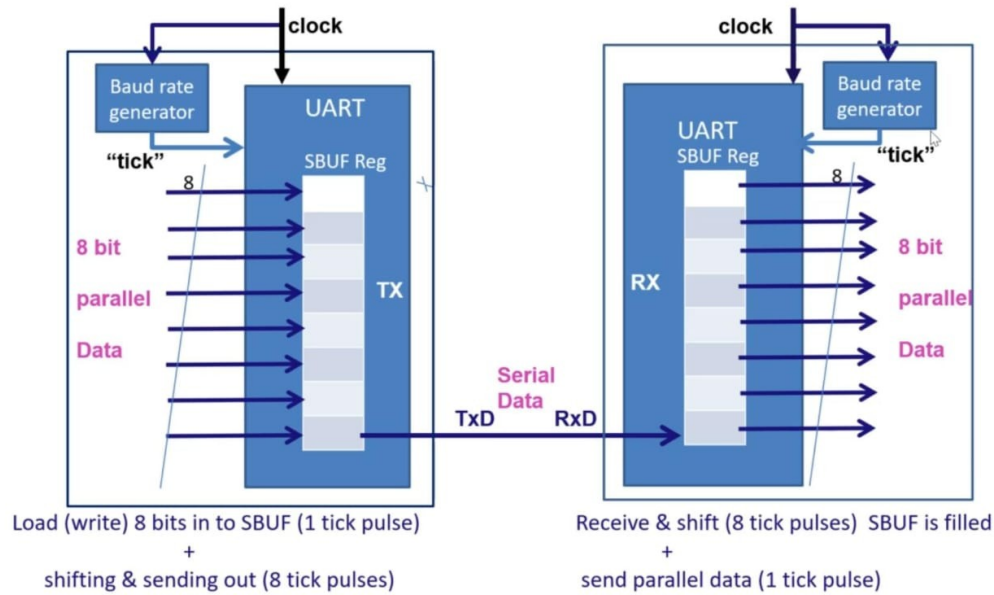 clock
Baud rate
generator
"tick"
UART
SBUF Reg
8
8 bit
parallel
Data
TX
TxD
Serial
Data
RxD
clock
Baud rate
generator
"tick"
UART
SBUF Reg
RX
8
8 bit
parallel
Data
Load (write) 8 bits in to SBUF (1 tick pulse)
+
shifting & sending out (8 tick pulses)
Receive & shift (8 tick pulses) SBUF is filled
+
send parallel data (1 tick pulse)